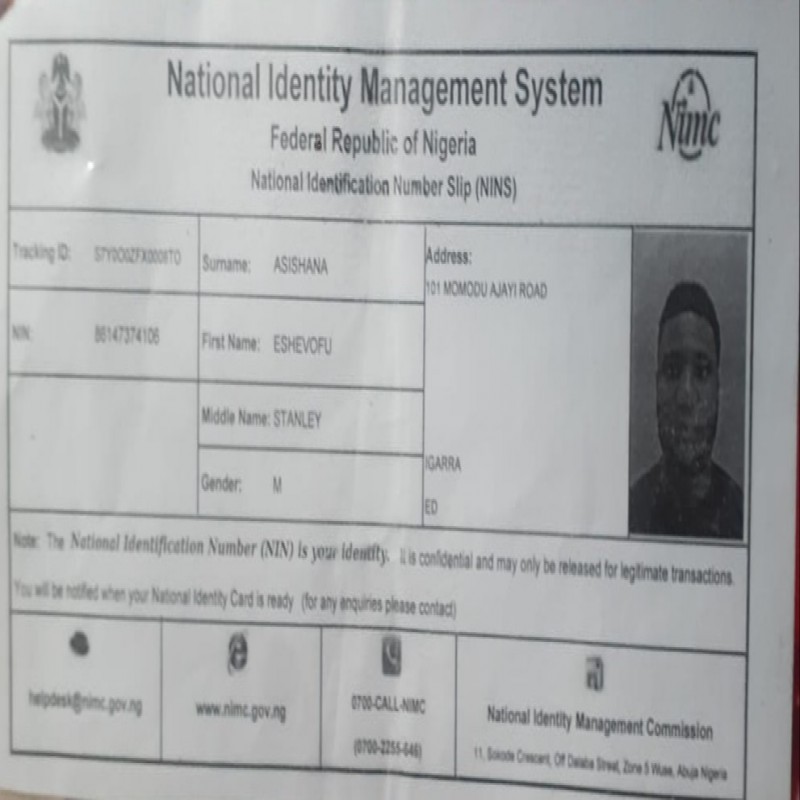 National Identity Management System
Federal Republic of Nigeria
National Identification Number Slip (NINS)
nimc
Tracking ID:
Surname: ASISHANA
Address:
101 MOMODU AJAYI ROAD
NIN: 86147374106
First Name: ESHEVOFU
Middle Name: STANLEY
Gender: M
IGARRA
ED
Note: The National Identification Number (NIN) is your identity. It is confidential and may only be released for legitimate transactions.
You will be notified when your National Identity Card is ready (for any enquiries please contact)
helpdesk@nimc.gov.ng
www.nimc.gov.ng
0700-CALL-NIMC
(0700-2255-646)
National Identity Management Commission
11, Sokode Crescent, Off Dalaba Street, Zone 5 Wuse, Abuja Nigeria